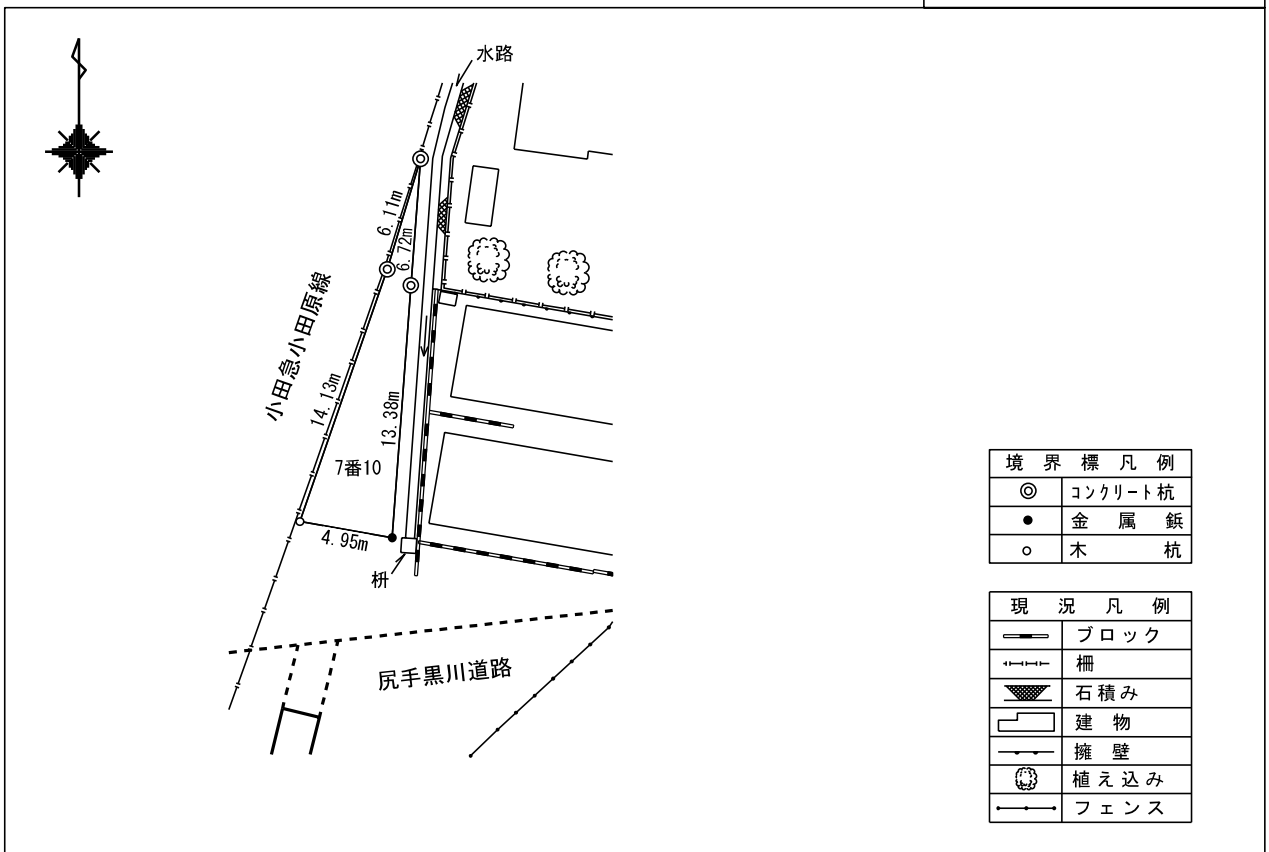 水路
6.11m
6.72m
小田急小田原線
14.13m
13.38m
7番10
4.95m
枡
尻手黒川道路
境界標凡例
コンクリート杭
金属鋲
木杭
現況凡例
ブロック
柵
石積み
建物
擁壁
植え込み
フェンス